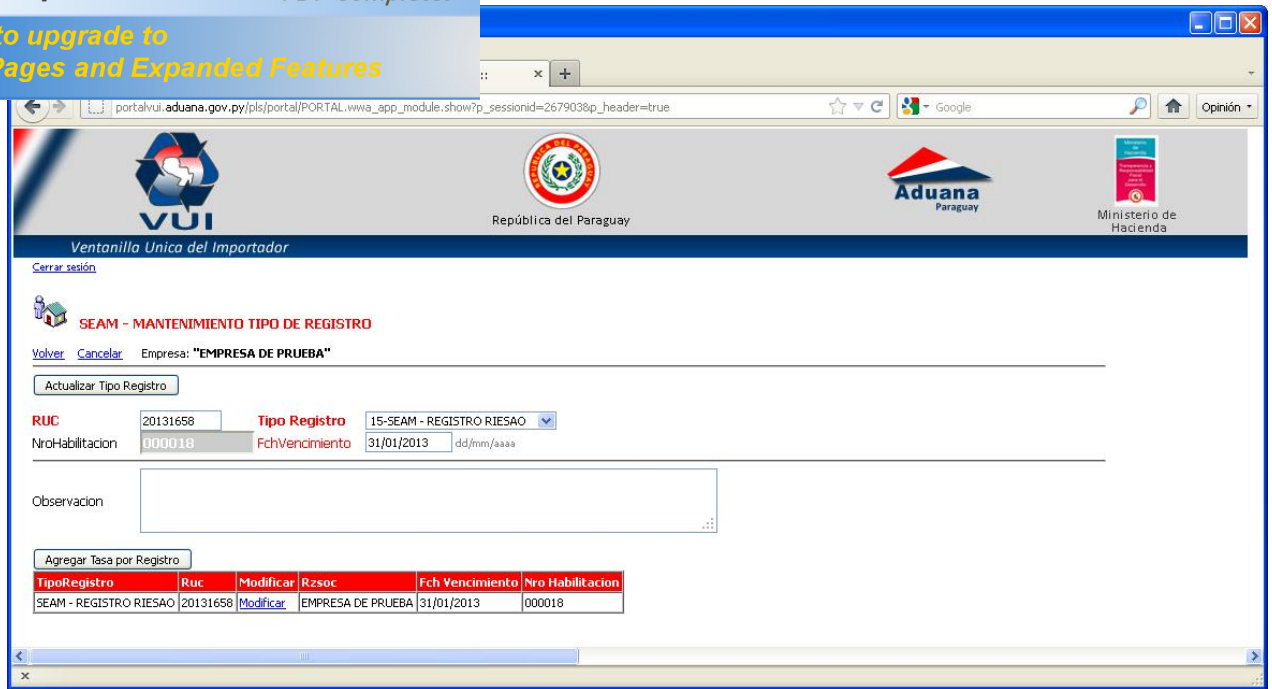 to upgrade to
Pages and Expanded Features
portalvui.aduana.gov.py/pls/portal/PORTAL.wwa_app_module.show?p_sessionid=267903&p_header=true
Google
Opinión
VUI
República del Paraguay
Aduana
Paraguay
Ministerio de
Hacienda
Ventanilla Unica del Importador
Cerrar sesión
SEAM - MANTENIMIENTO TIPO DE REGISTRO
Volver Cancelar Empresa: "EMPRESA DE PRUEBA"
Actualizar Tipo Registro
RUC 20131658 Tipo Registro 15-SEAM - REGISTRO RIESAO
NroHabilitacion 000018 FchVencimiento 31/01/2013 dd/mm/aaaa
Observacion
Agregar Tasa por Registro
TipoRegistro Ruc Modificar Rzsoc Fch Vencimiento Nro Habilitacion
SEAM - REGISTRO RIESAO 20131658 Modificar EMPRESA DE PRUEBA 31/01/2013 000018